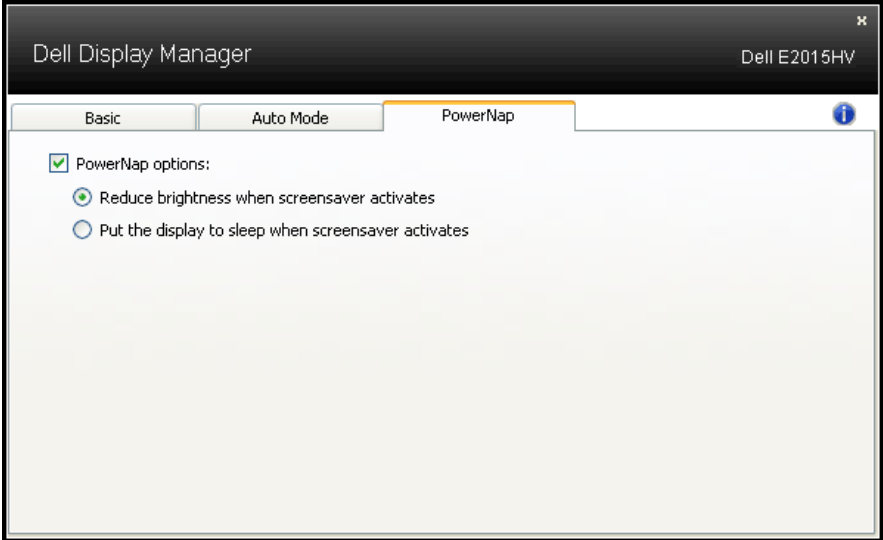 Dell Display Manager
Dell E2015HV
Basic
Auto Mode
PowerNap
PowerNap options:
Reduce brightness when screensaver activates
Put the display to sleep when screensaver activates